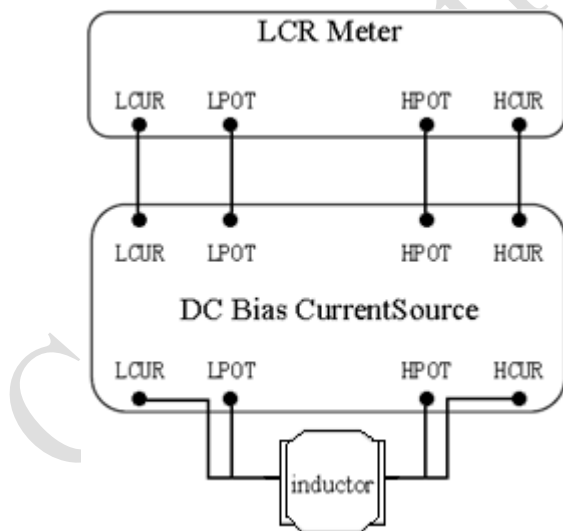 LCR Meter
LCUR LPOT HPOT HCUR
LCUR LPOT HPOT HCUR
DC Bias CurrentSource
LCUR LPOT HPOT HCUR
inductor